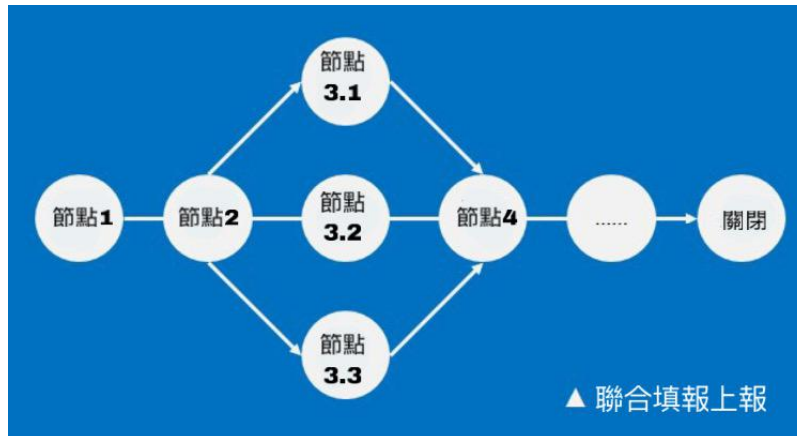 節點
3.1
節點1
節點2
節點
3.2
節點4
......
關閉
節點
3.3
▲ 聯合填報上報